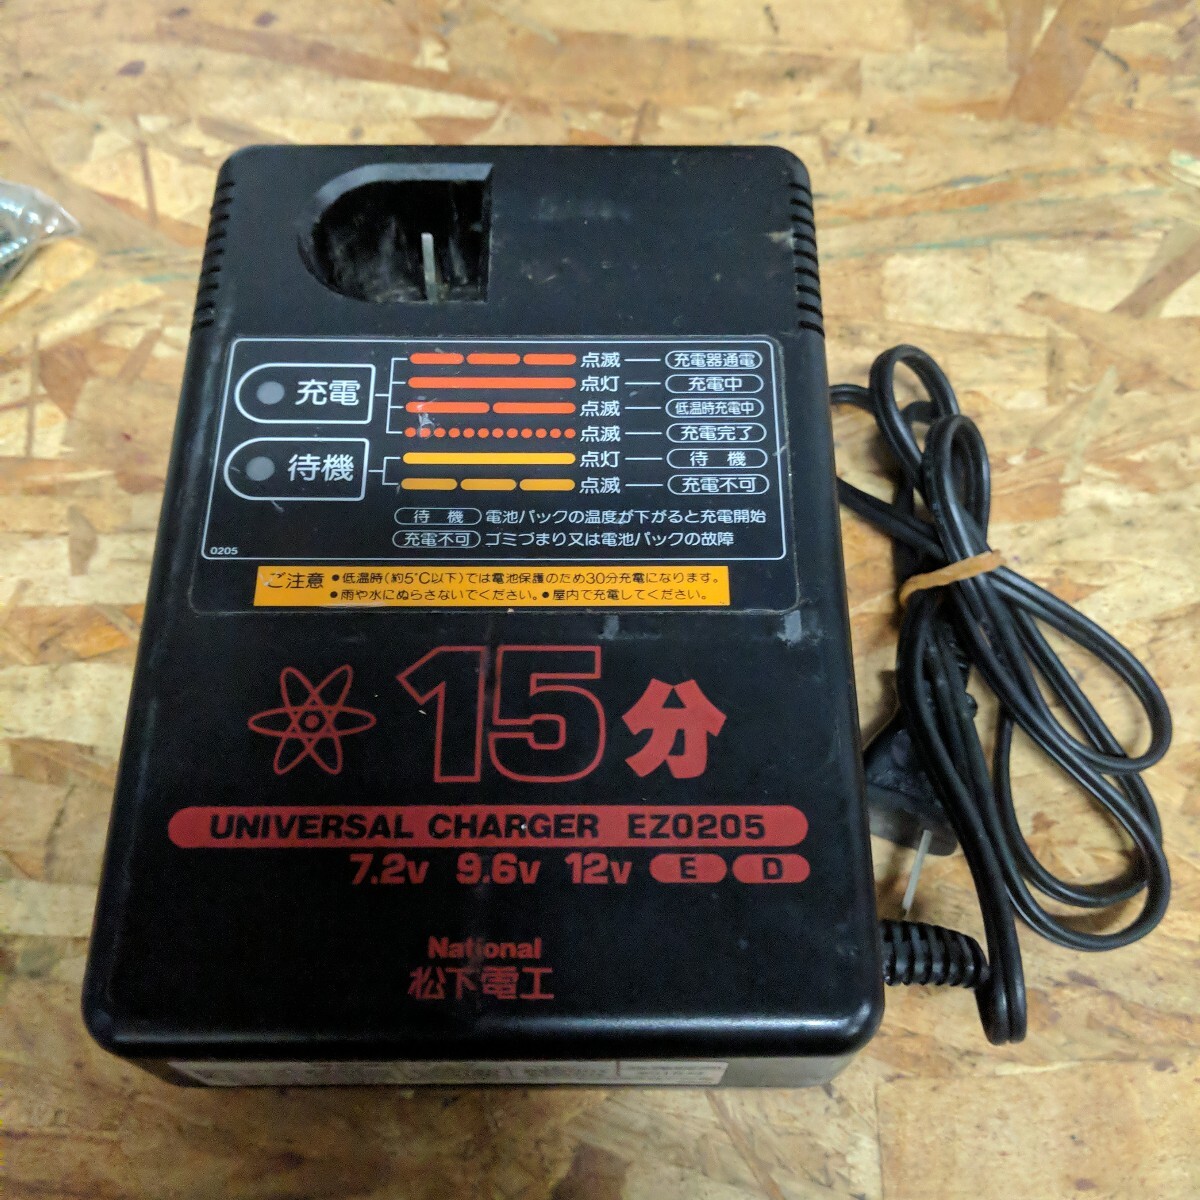 充電
点滅 充電器通電
点灯 充電中
点滅 低温時充電中
点滅 充電完了
待機
点灯 待機
点滅 充電不可
待機 電池パックの温度が下がると充電開始
充電不可 ゴミづまり又は電池パックの故障
0205
ご注意 ●低温時(約5℃以下)では電池保護のため30分充電になります。
●雨や水にぬらさないでください。●屋内で充電してください。
15分
UNIVERSAL CHARGER EZ0205
7.2v 9.6v 12v E D
National
松下電工